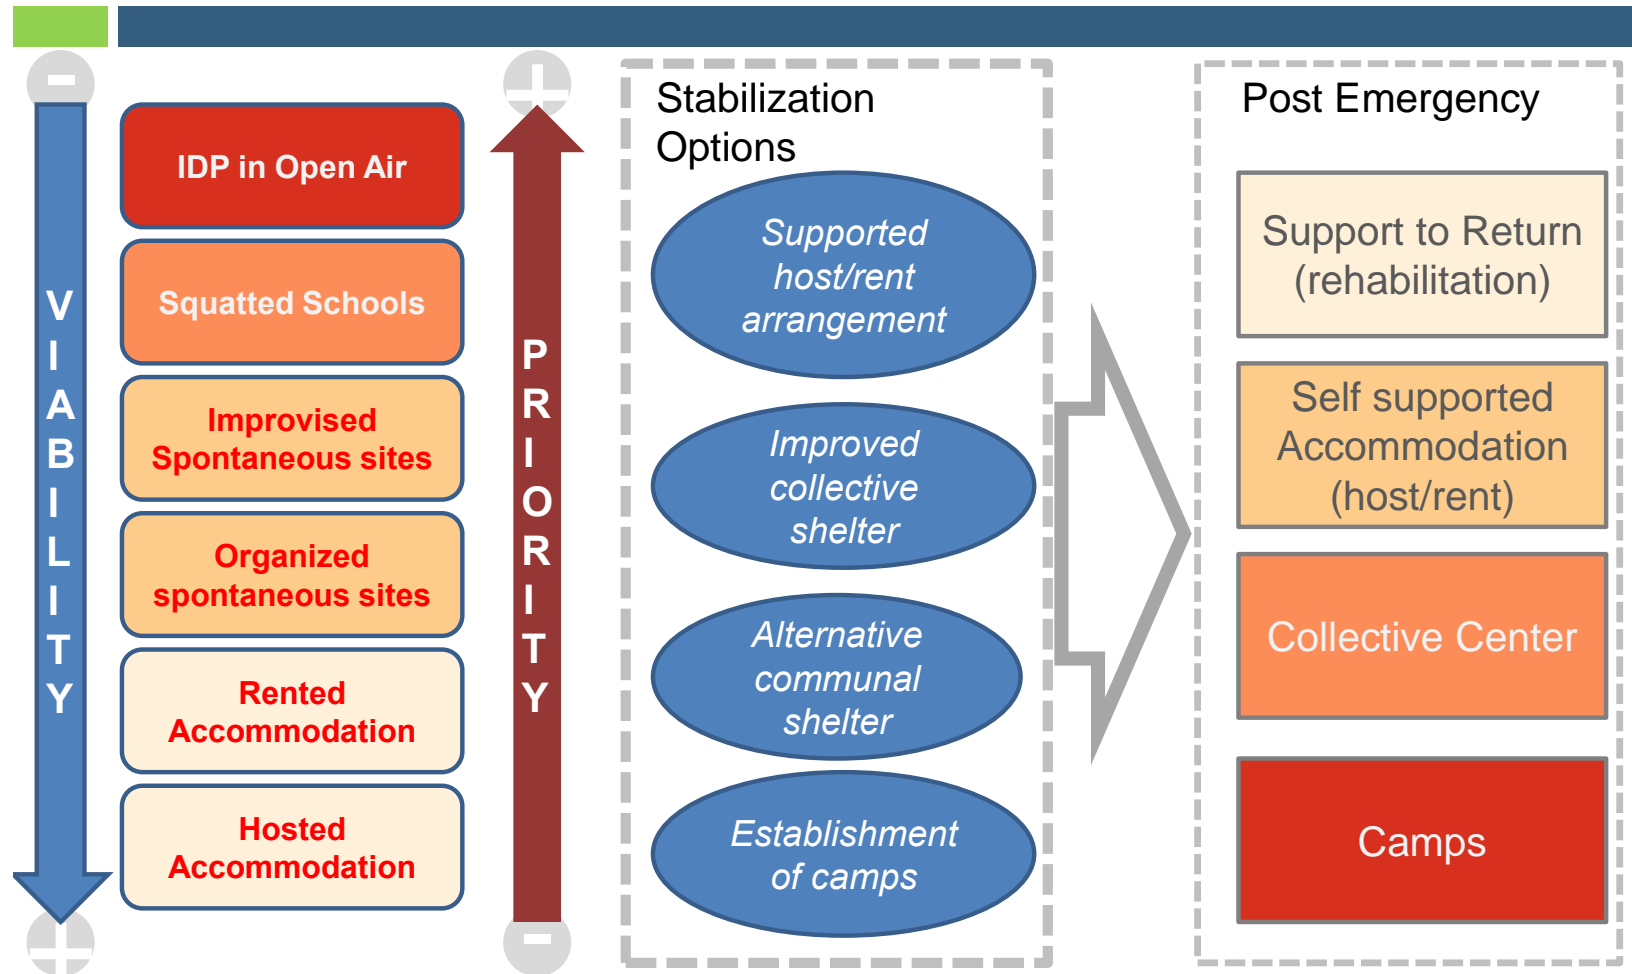 VIABILITY
IDP in Open Air
Squatted Schools
Improvised
Spontaneous sites
Organized
spontaneous sites
Rented
Accommodation
Hosted
Accommodation
PRIORITY
Stabilization
Options
Supported
host/rent
arrangement
Improved
collective
shelter
Alternative
communal
shelter
Establishment
of camps
Post Emergency
Support to Return
(rehabilitation)
Self supported
Accommodation
(host/rent)
Collective Center
Camps